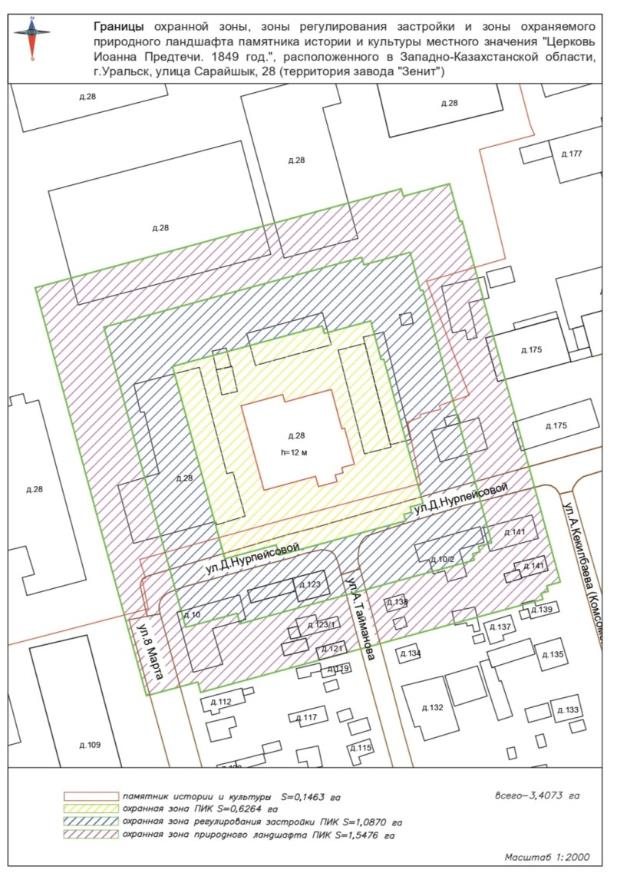 Границы охранной зоны, зоны регулирования застройки и зоны охраняемого
природного ландшафта памятника истории и культуры местного значения "Церковь
Иоанна Предтечи. 1849 год.", расположенного в Западно-Казахстанской области,
г.Уральск, улица Сарайшык, 28 (территория завода "Зенит")
д.28
д.28
д.28
д.177
д.28
д.175
д.175
д.28
h=12 м
д.28
д.28
ул.Д.Нурпейсовой
ул.Д.Нурпейсовой
ул.А.Кекилбаева (Комсомо
д.141
д.10/2
д.141
д.123
д.10
ул.А.Тайманова
д.138
д.139
д.123/1
д.137
ул.8 Марта
д.121
д.134
д.135
д.119
д.112
д.132
д.133
д.117
д.109
д.115
памятник истории и культуры S=0,1463 га
всего-3,4073 га
охранная зона ПИК S=0,6264 га
охранная зона регулирования застройки ПИК S=1,0870 га
охранная зона природного ландшафта ПИК S=1,5476 га
Масштаб 1:2000